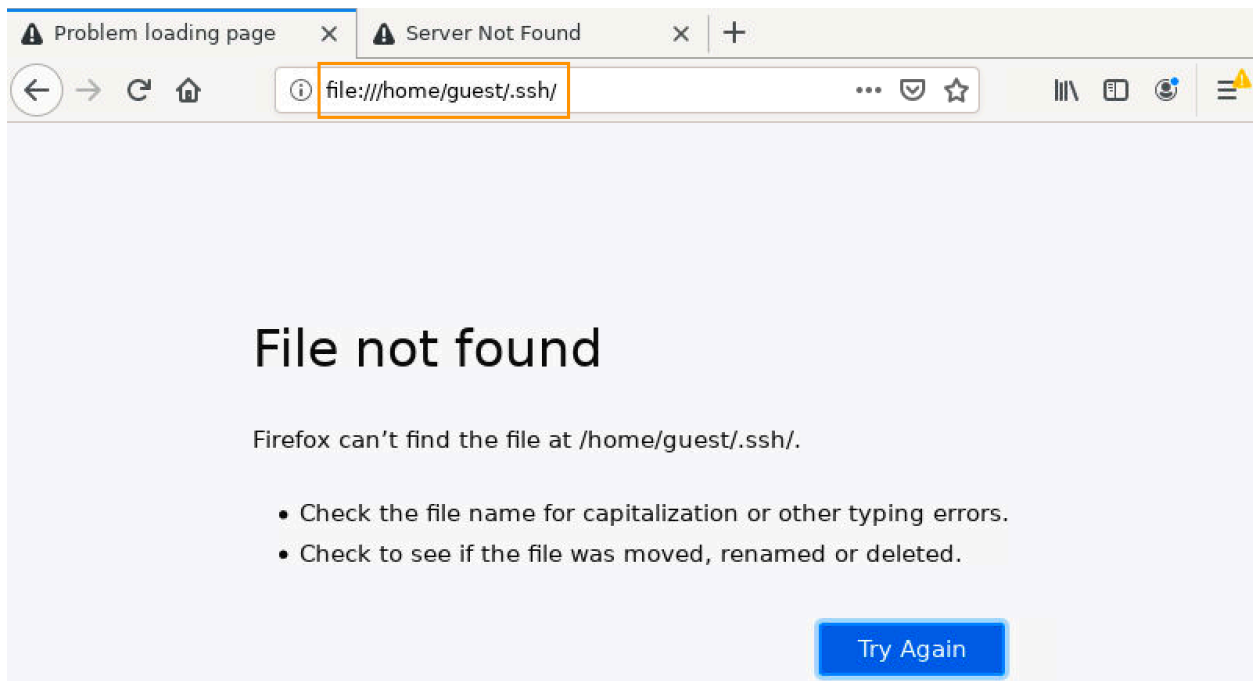 Problem loading page
Server Not Found
file:///home/guest/.ssh/
File not found
Firefox can’t find the file at /home/guest/.ssh/.
Check the file name for capitalization or other typing errors.
Check to see if the file was moved, renamed or deleted.
Try Again